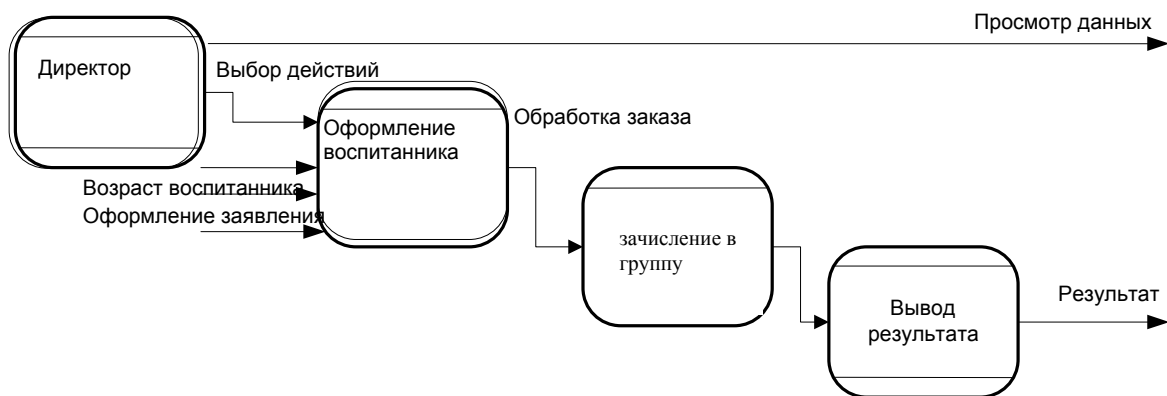 Просмотр данных
Директор
Выбор действий
Обработка заказа
Оформление
воспитанника
Возраст воспитанника
Оформление заявления
зачисление в
группу
Результат
Вывод
результата